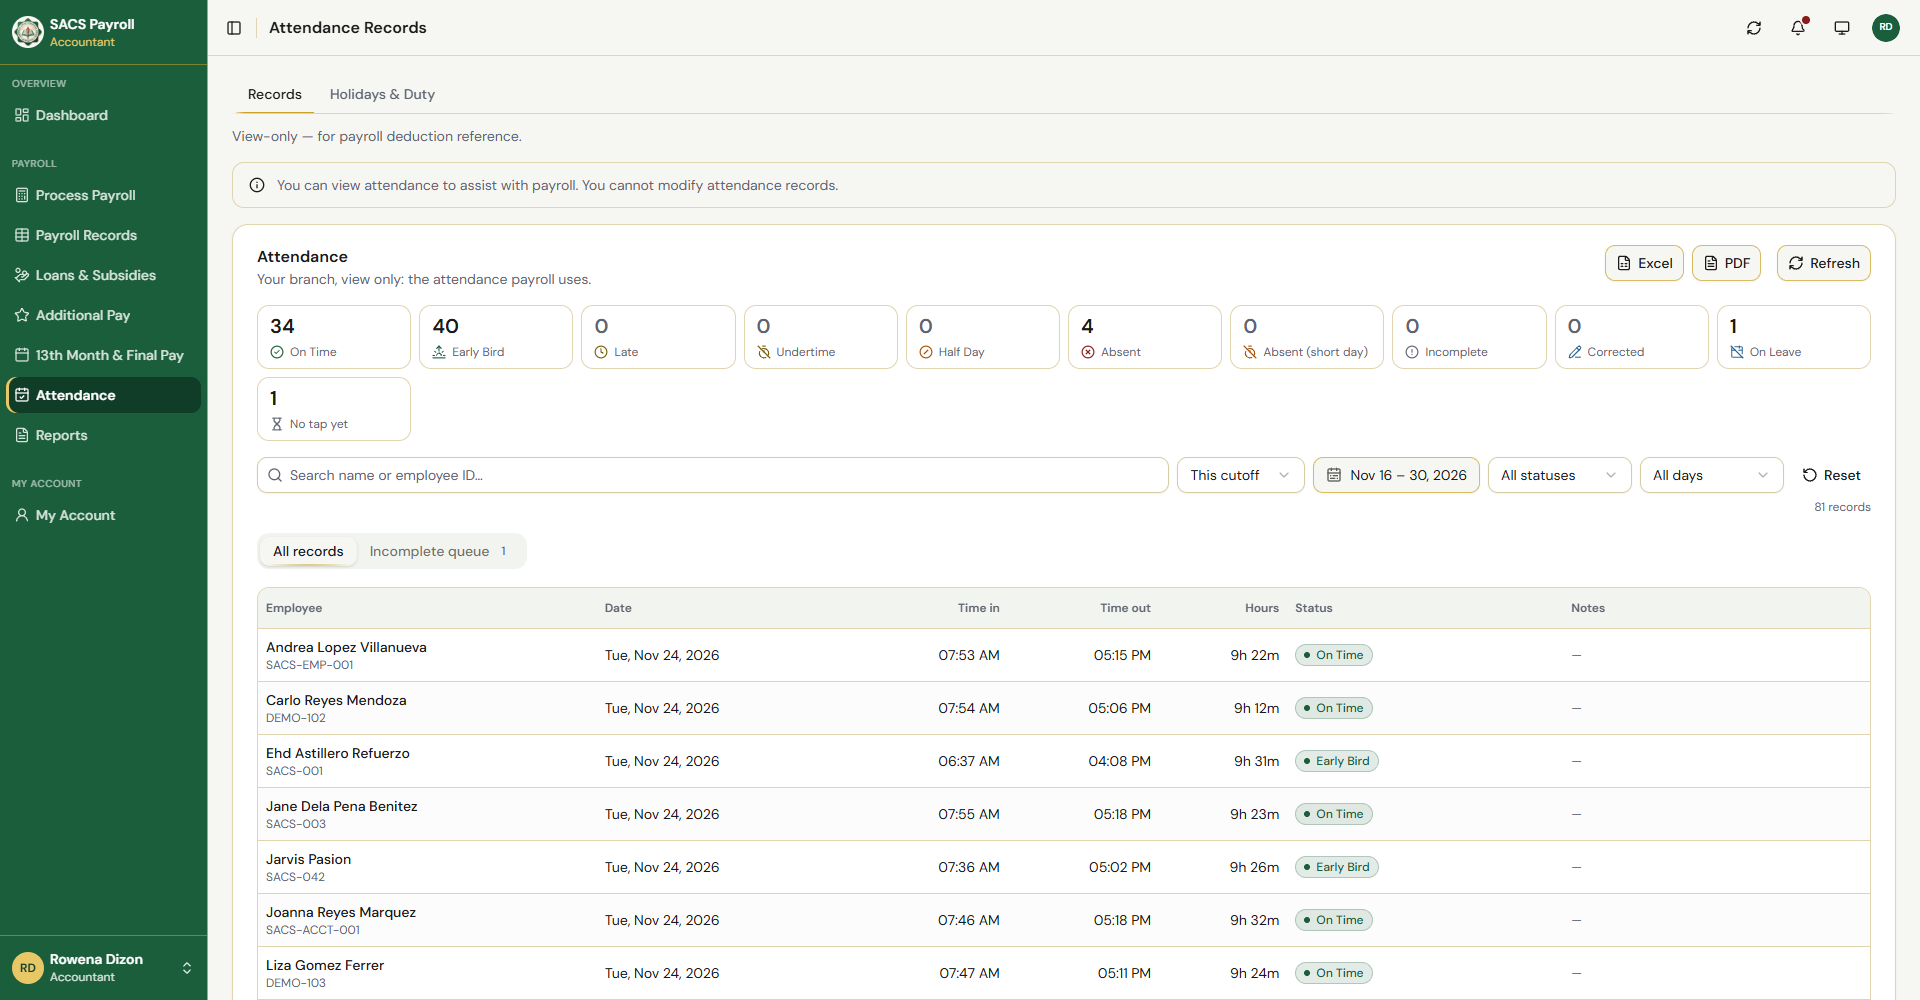 SACS Payroll
Accountant
OVERVIEW
Dashboard
PAYROLL
Process Payroll
Payroll Records
Loans & Subsidies
Additional Pay
13th Month & Final Pay
Attendance
Reports
MY ACCOUNT
My Account
RD
Rowena Dizon
Accountant
Attendance Records
RD
Records
Holidays & Duty
View-only — for payroll deduction reference.
You can view attendance to assist with payroll. You cannot modify attendance records.
Attendance
Your branch, view only: the attendance payroll uses.
Excel
PDF
Refresh
34
On Time
40
Early Bird
0
Late
0
Undertime
0
Half Day
4
Absent
0
Absent (short day)
0
Incomplete
0
Corrected
1
On Leave
1
No tap yet
Search name or employee ID...
This cutoff
Nov 16 – 30, 2026
All statuses
All days
Reset
81 records
All records
Incomplete queue 1
Employee Date Time in Time out Hours Status Notes
Andrea Lopez Villanueva
SACS-EMP-001
Tue, Nov 24, 2026 07:53 AM 05:15 PM 9h 22m On Time —
Carlo Reyes Mendoza
DEMO-102
Tue, Nov 24, 2026 07:54 AM 05:06 PM 9h 12m On Time —
Ehd Astillero Refuerzo
SACS-001
Tue, Nov 24, 2026 06:37 AM 04:08 PM 9h 31m Early Bird —
Jane Dela Pena Benitez
SACS-003
Tue, Nov 24, 2026 07:55 AM 05:18 PM 9h 23m On Time —
Jarvis Pasion
SACS-042
Tue, Nov 24, 2026 07:36 AM 05:02 PM 9h 26m Early Bird —
Joanna Reyes Marquez
SACS-ACCT-001
Tue, Nov 24, 2026 07:46 AM 05:18 PM 9h 32m On Time —
Liza Gomez Ferrer
DEMO-103
Tue, Nov 24, 2026 07:47 AM 05:11 PM 9h 24m On Time —